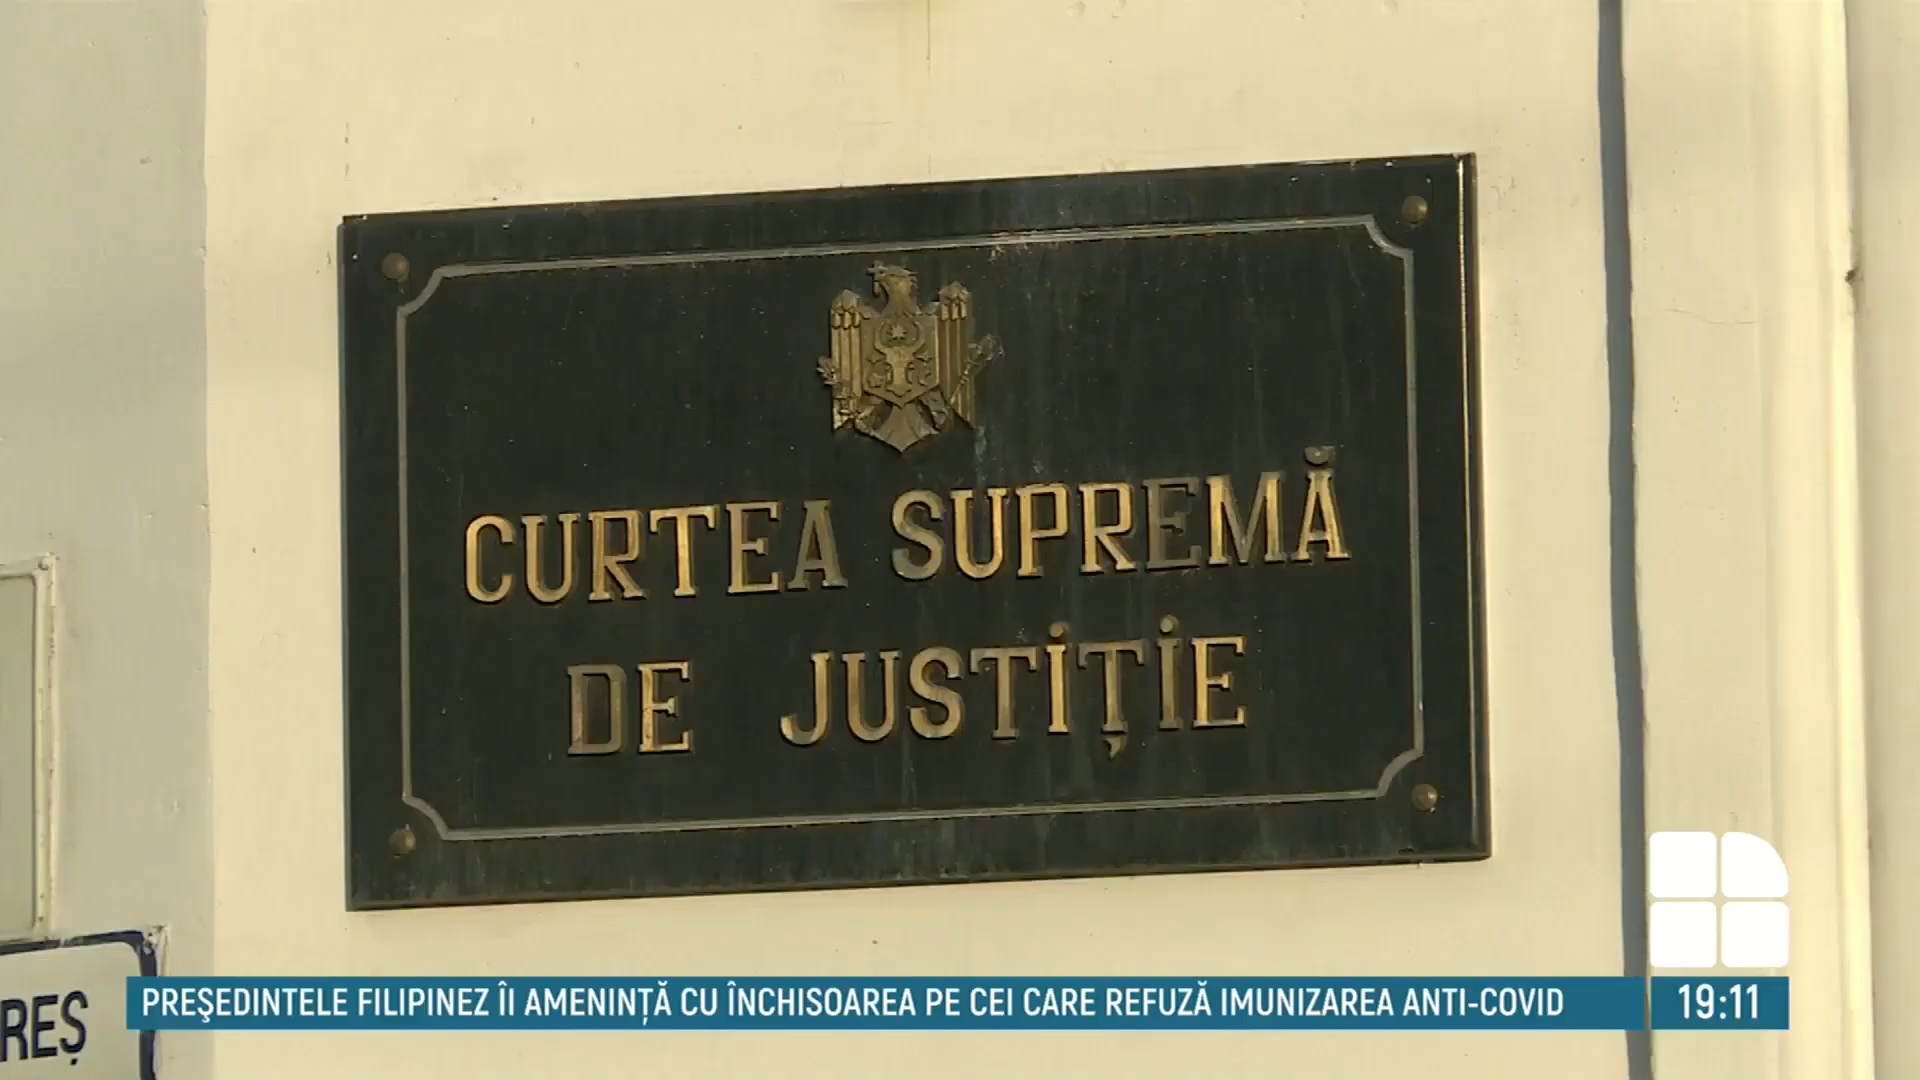 CURTEA SUPREMĂ
DE JUSTIȚIE
REȘ
PREŞEDINTELE FILIPINEZ ÎI AMENINȚĂ CU ÎNCHISOAREA PE CEI CARE REFUZĂ IMUNIZAREA ANTI-COVID
19:11